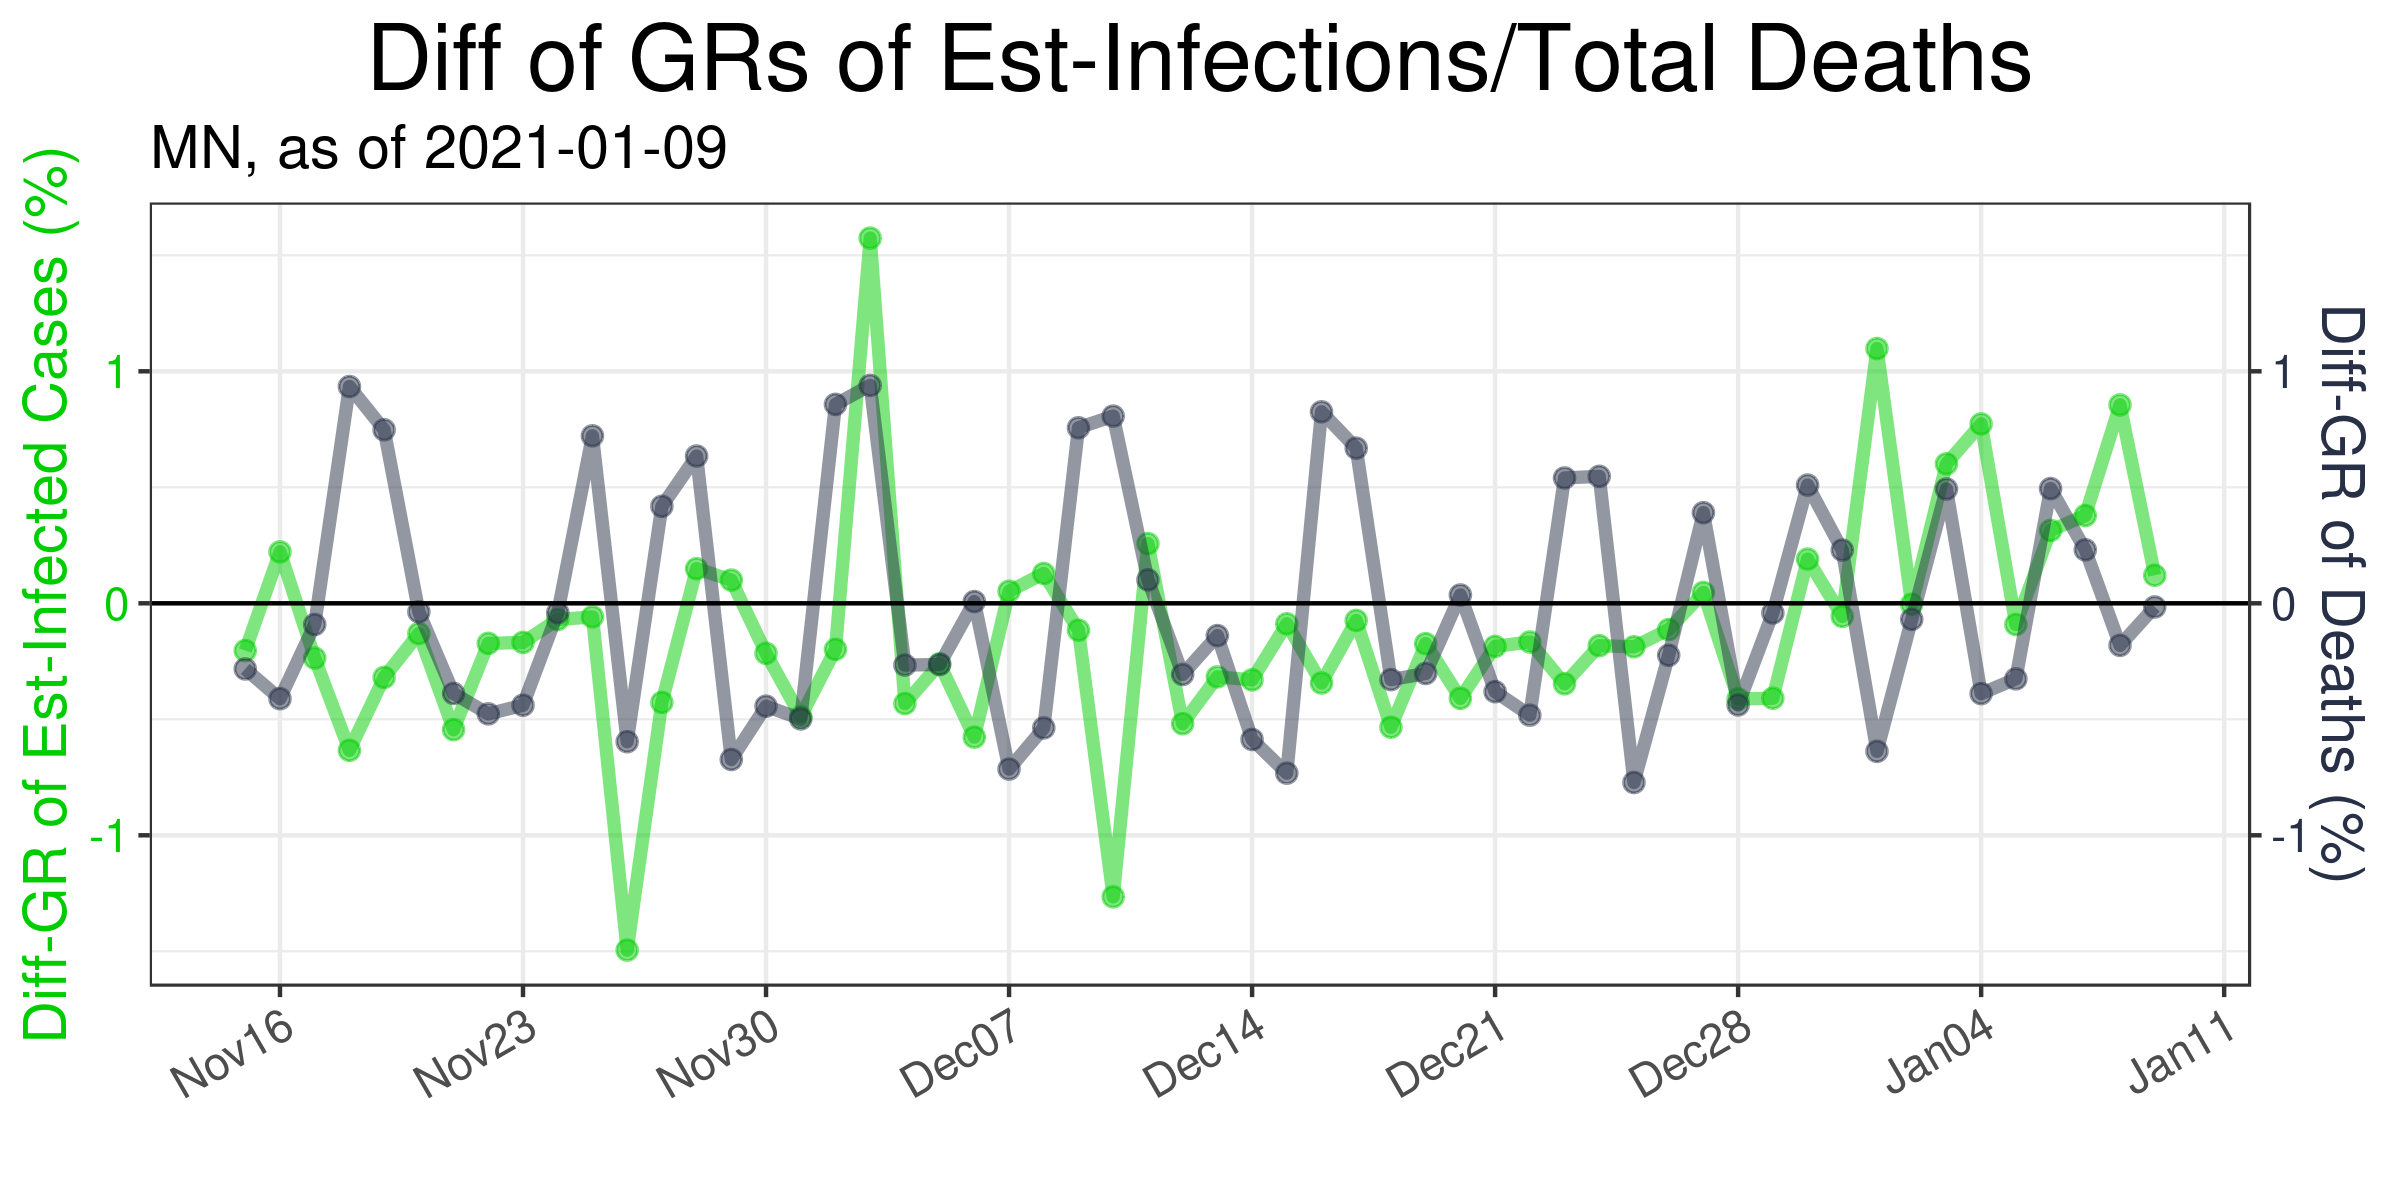 Diff of GRs of Est-Infections/Total Deaths
MN, as of 2021-01-09
Diff-GR of Est-Infected Cases (%)
1
0
-1
1
0
-1
Diff-GR of Deaths (%)
Nov16
Nov23
Nov30
Dec07
Dec14
Dec21
Dec28
Jan04
Jan11